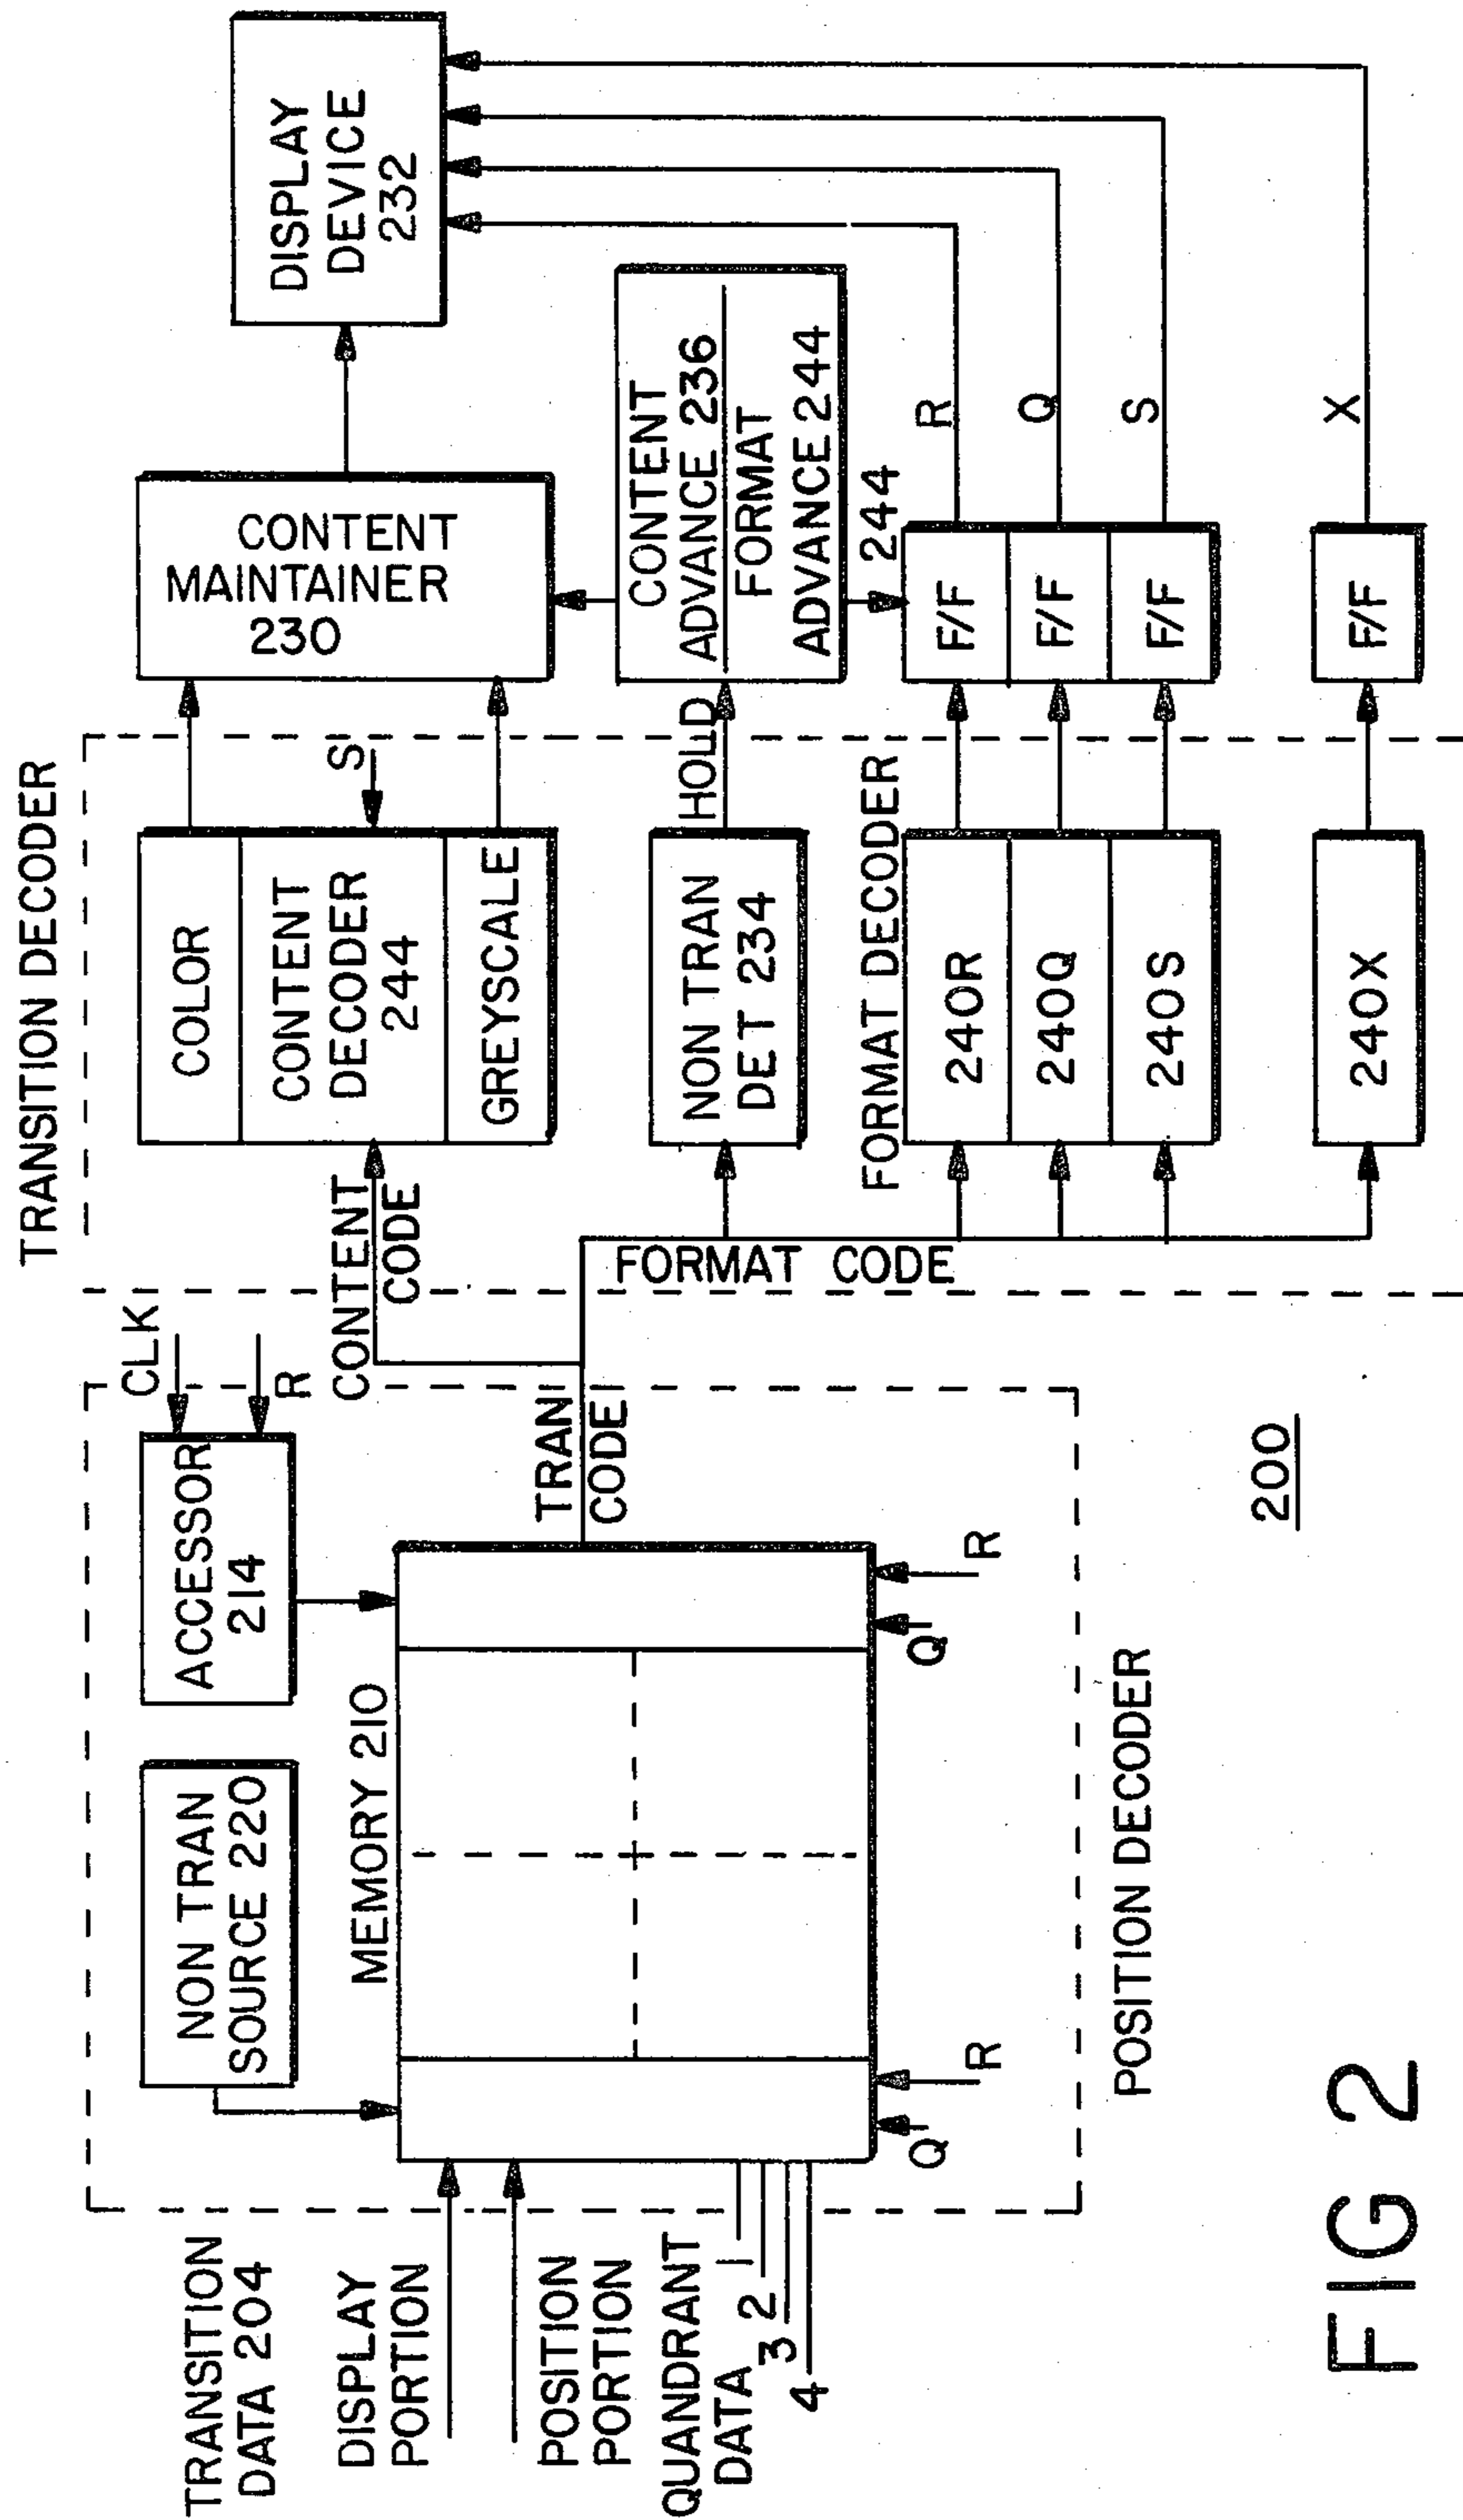 TRANSITION
DATA 204
DISPLAY
PORTION
POSITION
PORTION
QUANDRANT
DATA 1
2
3
4
NON TRAN
SOURCE 220
ACCESSOR
214
CLK
R
MEMORY 210
TRAN
CODE
Q
R
Q
R
POSITION DECODER
200
TRANSITION DECODER
CONTENT
CODE
COLOR
CONTENT
DECODER
244
GREYSCALE
S
NON TRAN
DET 234
HOLD
FORMAT CODE
FORMAT DECODER
240R
240Q
240S
240X
CONTENT
MAINTAINER
230
CONTENT
ADVANCE 236
FORMAT
ADVANCE 244
244
F/F
F/F
F/F
F/F
R
Q
S
X
DISPLAY
DEVICE
232
FIG 2